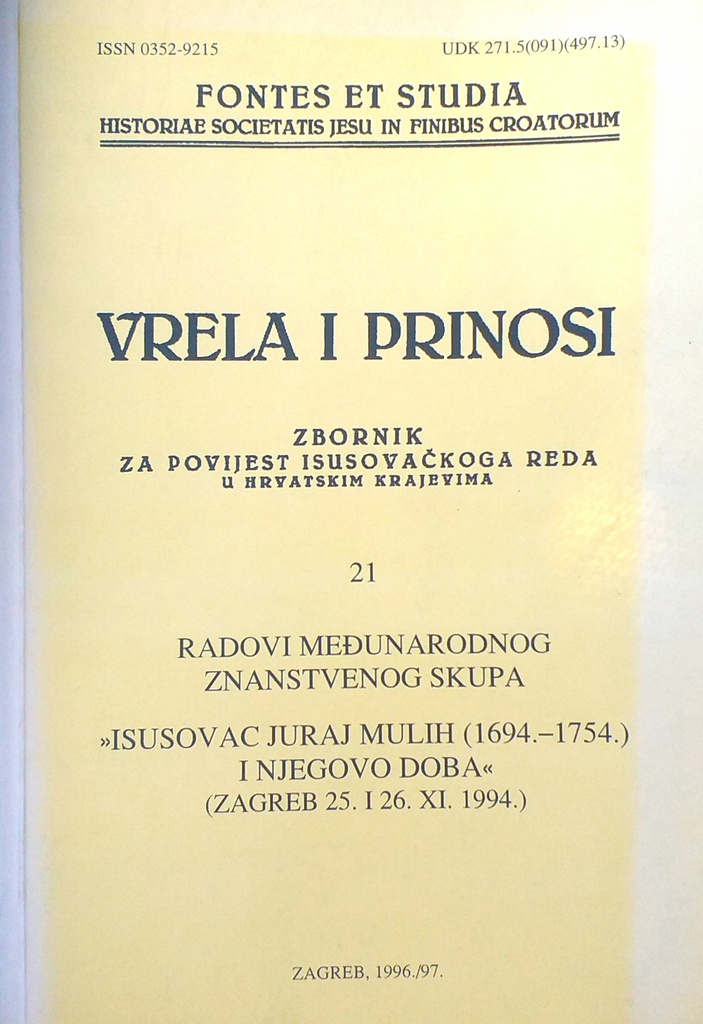 ISSN 0352-9215
UDK 271.5(091)(497.13)
FONTES ET STUDIA
HISTORIAE SOCIETATIS JESU IN FINIBUS CROATORUM
VRELA I PRINOSI
ZBORNIK
ZA POVIJEST ISUSOVAČKOGA REDA
U HRVATSKIM KRAJEVIMA
21
RADOVI MEĐUNARODNOG
ZNANSTVENOG SKUPA
»ISUSOVAC JURAJ MULIH (1694.–1754.)
I NJEGOVO DOBA«
(ZAGREB 25. I 26. XI. 1994.)
ZAGREB, 1996./97.